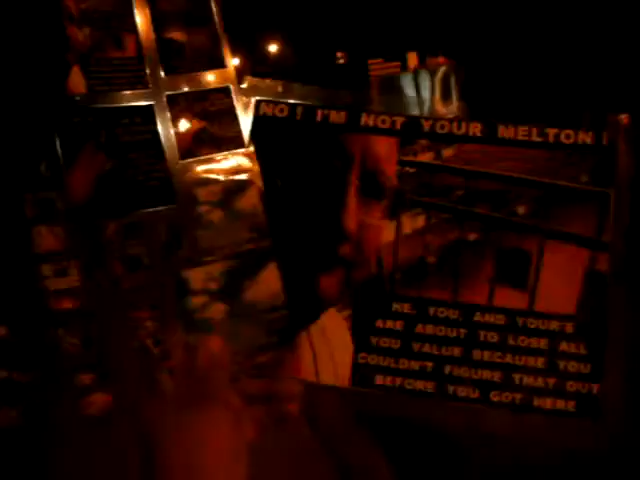 NO! I'M NOT YOUR MELTON!
HE, YOU, AND YOUR'S
ARE ABOUT TO LOSE ALL
YOU VALUE BECAUSE YOU
COULDN'T FIGURE THAT OUT
BEFORE YOU GOT HERE